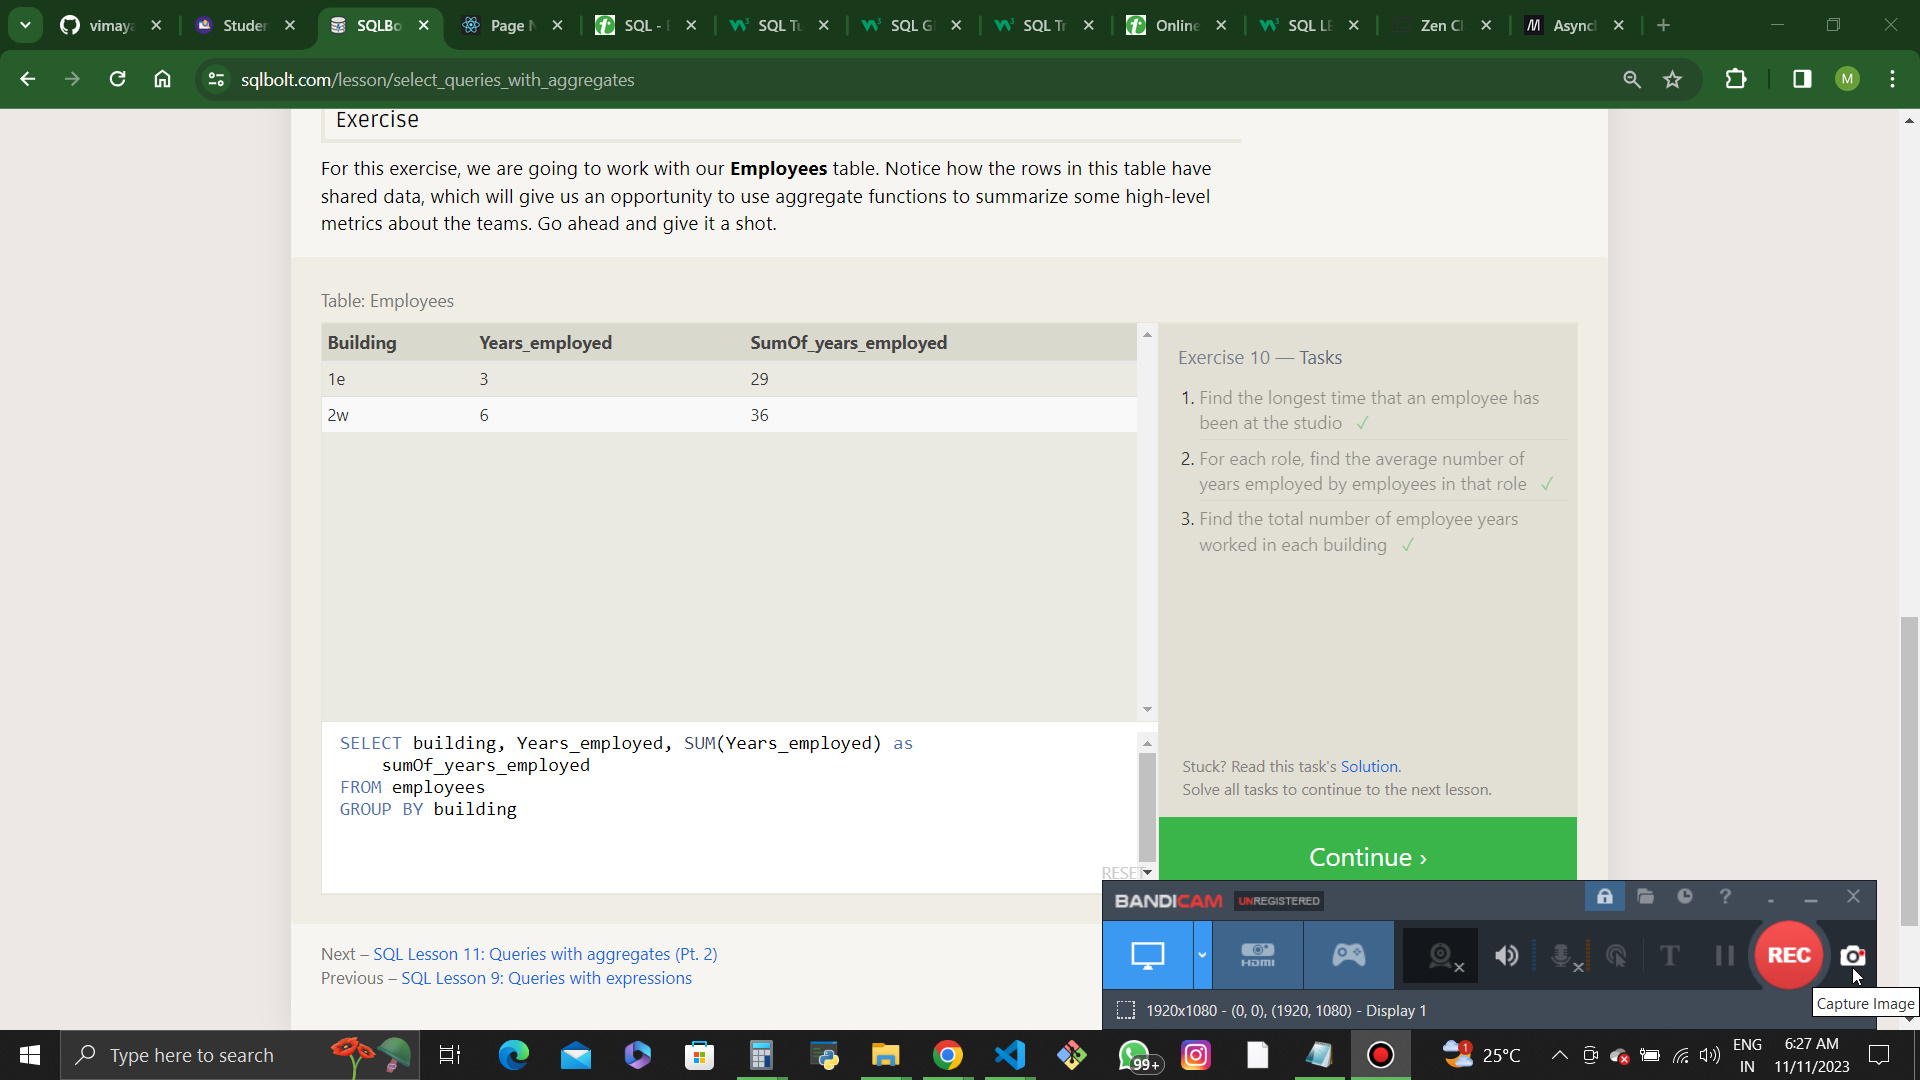 vimaya
Studen
SQLBo
Page N
SQL - E
SQL Tu
SQL G
SQL Tr
Online
SQL LE
Zen Cl
Async
sqlbolt.com/lesson/select_queries_with_aggregates
M
Exercise
For this exercise, we are going to work with our Employees table. Notice how the rows in this table have
shared data, which will give us an opportunity to use aggregate functions to summarize some high-level
metrics about the teams. Go ahead and give it a shot.
Table: Employees
Building Years_employed SumOf_years_employed
1e 3 29
2w 6 36
Exercise 10 — Tasks
1. Find the longest time that an employee has
been at the studio ✓
2. For each role, find the average number of
years employed by employees in that role ✓
3. Find the total number of employee years
worked in each building ✓
SELECT building, Years_employed, SUM(Years_employed) as
sumOf_years_employed
FROM employees
GROUP BY building
RESET
Stuck? Read this task's Solution.
Solve all tasks to continue to the next lesson.
Continue ›
Next – SQL Lesson 11: Queries with aggregates (Pt. 2)
Previous – SQL Lesson 9: Queries with expressions
BANDICAM UNREGISTERED
HDMI
REC
1920x1080 - (0, 0), (1920, 1080) - Display 1
Capture Image
Type here to search
99+
1
25°C
ENG
IN
6:27 AM
11/11/2023